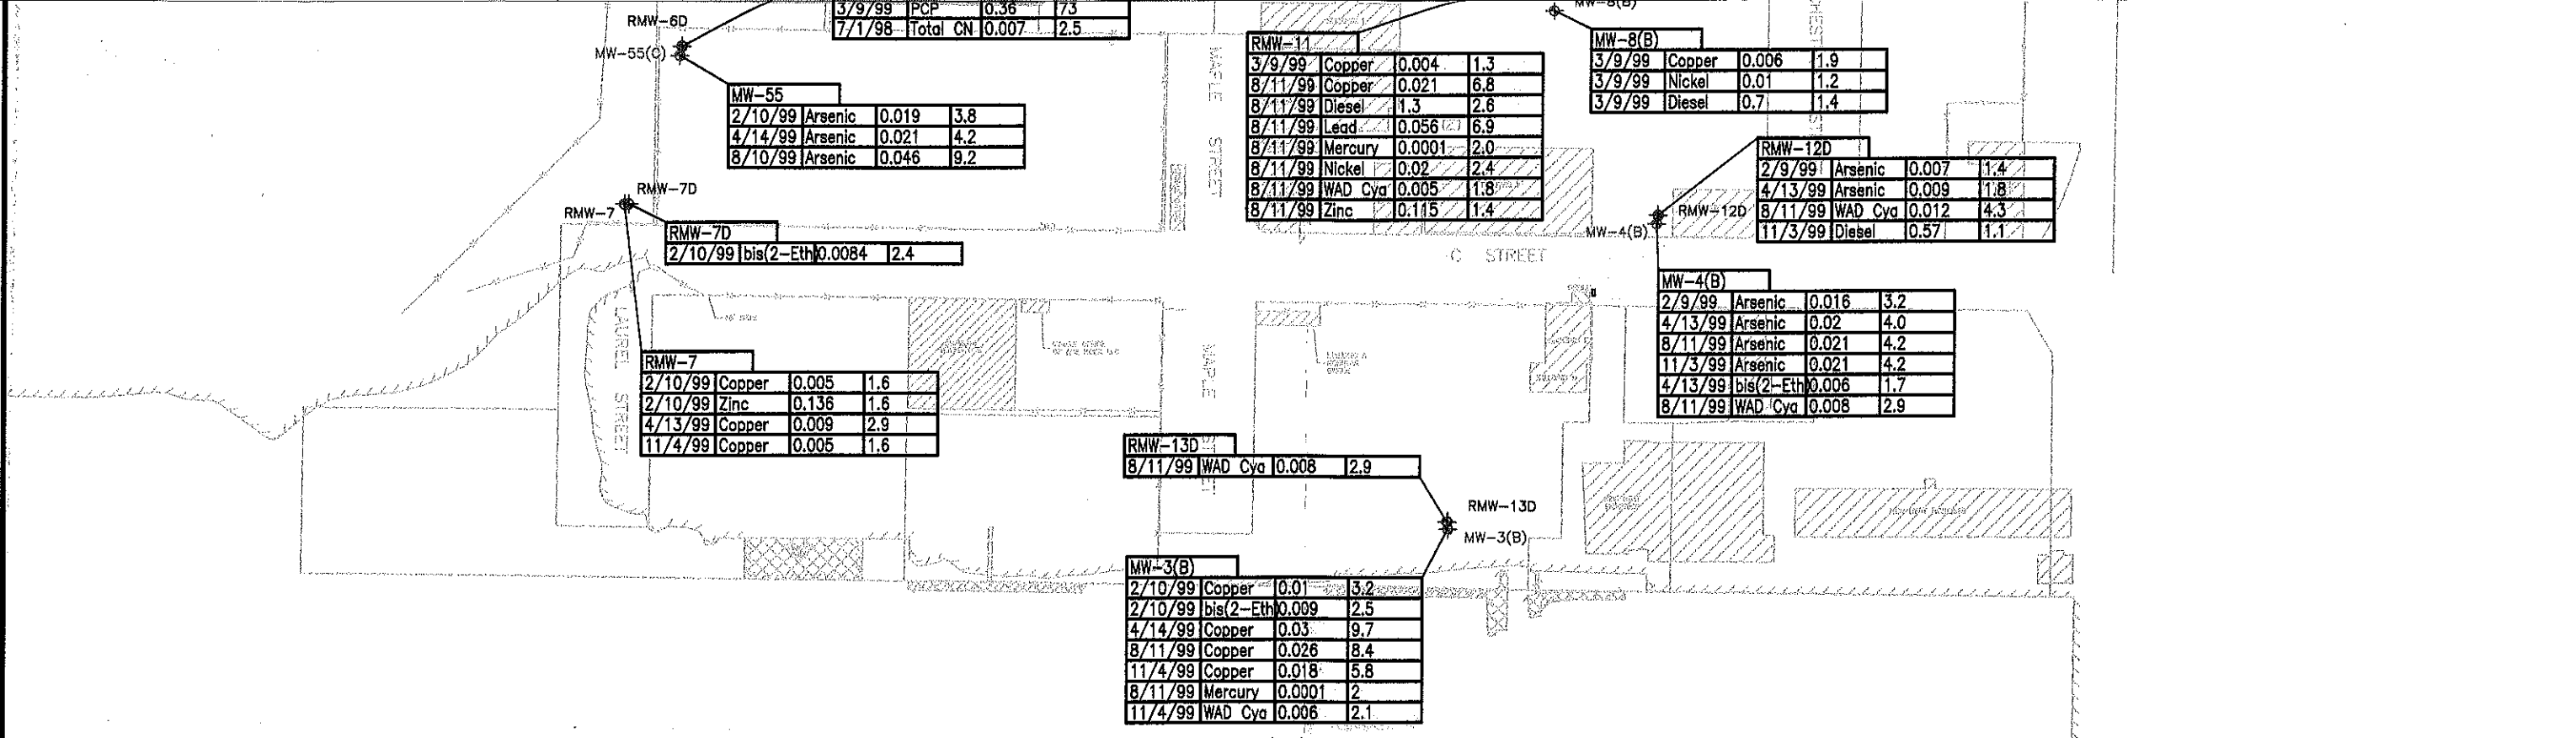 3/9/99 PCP 0.36 73
7/1/98 Total CN 0.007 2.5
RMW-6D
MW-55(C)
MW-55
2/10/99 Arsenic 0.019 3.8
4/14/99 Arsenic 0.021 4.2
8/10/99 Arsenic 0.046 9.2
RMW-7D
RMW-7
RMW-7D
2/10/99 bis(2-Eth 0.0084 2.4
RMW-7
2/10/99 Copper 0.005 1.6
2/10/99 Zinc 0.136 1.6
4/13/99 Copper 0.009 2.9
11/4/99 Copper 0.005 1.6
LAUREL STREET
MAPLE STREET
RMW-11
3/9/99 Copper 0.004 1.3
8/11/99 Copper 0.021 6.8
8/11/99 Diesel 1.3 2.6
8/11/99 Lead 0.056 6.9
8/11/99 Mercury 0.0001 2.0
8/11/99 Nickel 0.02 2.4
8/11/99 WAD Cya 0.005 1.8
8/11/99 Zinc 0.115 1.4
MW-8(B)
MW-8(B)
3/9/99 Copper 0.006 1.9
3/9/99 Nickel 0.01 1.2
3/9/99 Diesel 0.7 1.4
RMW-12D
2/9/99 Arsenic 0.007 1.4
4/13/99 Arsenic 0.009 1.8
8/11/99 WAD Cya 0.012 4.3
11/3/99 Diesel 0.57 1.1
RMW-12D
MW-4(B)
C STREET
MW-4(B)
2/9/99 Arsenic 0.016 3.2
4/13/99 Arsenic 0.02 4.0
8/11/99 Arsenic 0.021 4.2
11/3/99 Arsenic 0.021 4.2
4/13/99 bis(2-Eth 0.006 1.7
8/11/99 WAD Cya 0.008 2.9
MAPLE
RMW-13D
8/11/99 WAD Cya 0.008 2.9
RMW-13D
MW-3(B)
MW-3(B)
2/10/99 Copper 0.01 3.2
2/10/99 bis(2-Eth 0.009 2.5
4/14/99 Copper 0.03 9.7
8/11/99 Copper 0.026 8.4
11/4/99 Copper 0.018 5.8
8/11/99 Mercury 0.0001 2
11/4/99 WAD Cya 0.006 2.1